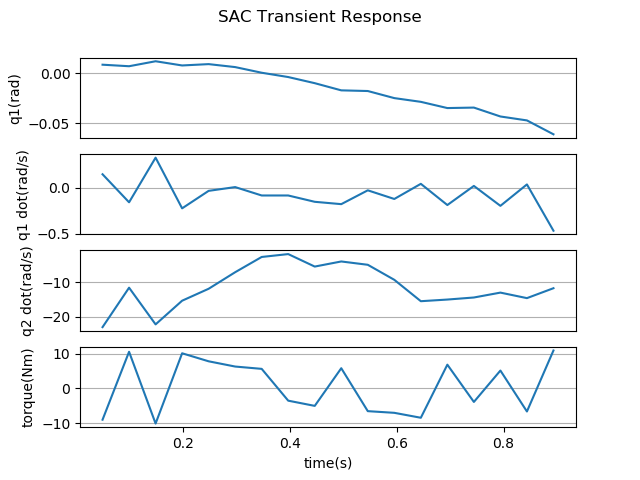 SAC Transient Response
q1(rad)
0.00
−0.05
q1 dot(rad/s)
0.0
−0.5
q2 dot(rad/s)
−10
−20
torque(Nm)
10
0
−10
0.2 0.4 0.6 0.8
time(s)